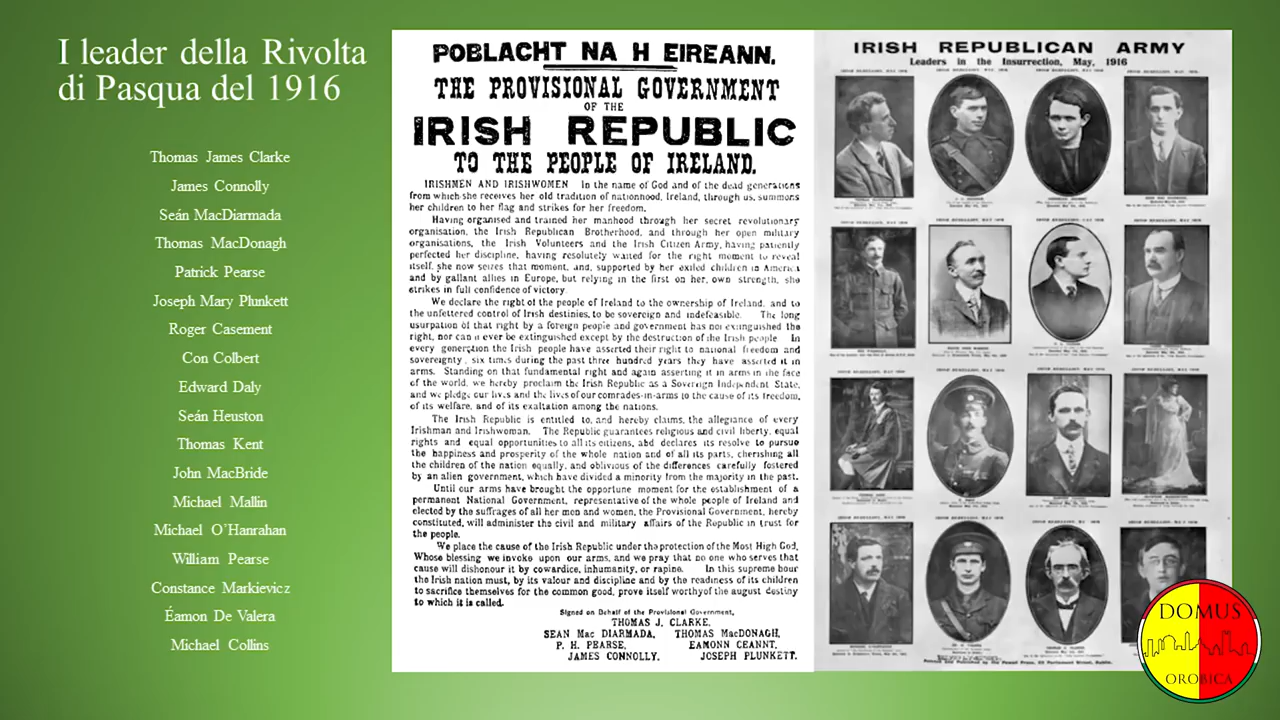 I leader della Rivolta
di Pasqua del 1916
Thomas James Clarke
James Connolly
Seán MacDiarmada
Thomas MacDonagh
Patrick Pearse
Joseph Mary Plunkett
Roger Casement
Con Colbert
Edward Daly
Seán Heuston
Thomas Kent
John MacBride
Michael Mallin
Michael O'Hanrahan
William Pearse
Constance Markievicz
Éamon De Valera
Michael Collins
POBLACHT NA H EIREANN.
THE PROVISIONAL GOVERNMENT
OF THE
IRISH REPUBLIC
TO THE PEOPLE OF IRELAND.
IRISHMEN AND IRISHWOMEN In the name of God and of the dead generations
from which she receives her old tradition of nationhood, Ireland, through us, summons
her children to her flag and strikes for her freedom.
Having organised and trained her manhood through her secret revolutionary
organisation, the Irish Republican Brotherhood, and through her open military
organisations, the Irish Volunteers and the Irish Citizen Army, having patiently
perfected her discipline, having resolutely waited for the right moment to reveal
itself, she now seizes that moment, and, supported by her exiled children in America
and by gallant allies in Europe, but relying in the first on her own strength, she
strikes in full confidence of victory.
We declare the right of the people of Ireland to the ownership of Ireland, and to
the unfettered control of Irish destinies, to be sovereign and indefeasible. The long
usurpation of that right by a foreign people and government has not extinguished the
right, nor can it ever be extinguished except by the destruction of the Irish people In
every generation the Irish people have asserted their right to national freedom and
sovereignty, six times during the past three hundred years they have asserted it in
arms. Standing on that fundamental right and again asserting it in arms in the face
of the world, we hereby proclaim the Irish Republic as a Sovereign Independent State,
and we pledge our lives and the lives of our comrades-in-arms to the cause of its freedom,
of its welfare, and of its exaltation among the nations.
The Irish Republic is entitled to, and hereby claims, the allegiance of every
Irishman and Irishwoman. The Republic guarantees religious and civil liberty, equal
rights and equal opportunities to all its citizens, and declares its resolve to pursue
the happiness and prosperity of the whole nation and of all its parts, cherishing all
the children of the nation equally, and oblivious of the differences carefully fostered
by an alien government, which have divided a minority from the majority in the past.
Until our arms have brought the opportune moment for the establishment of a
permanent National Government, representative of the whole people of Ireland and
elected by the suffrages of all her men and women, the Provisional Government, hereby
constituted, will administer the civil and military affairs of the Republic in trust for
the people.
We place the cause of the Irish Republic under the protection of the Most High God,
Whose blessing we invoke upon our arms, and we pray that no one who serves that
cause will dishonour it by cowardice, inhumanity, or rapine. In this supreme hour
the Irish nation must, by its valour and discipline and by the readiness of its children
to sacrifice themselves for the common good, prove itself worthy of the august destiny
to which it is called.
Signed on Behalf of the Provisional Government,
THOMAS J. CLARKE,
SEAN Mac DIARMADA, THOMAS MacDONAGH,
P. H. PEARSE, EAMONN CEANNT,
JAMES CONNOLLY, JOSEPH PLUNKETT.
IRISH REPUBLICAN ARMY
Leaders in the Insurrection, May, 1916
DOMUS
OROBICA